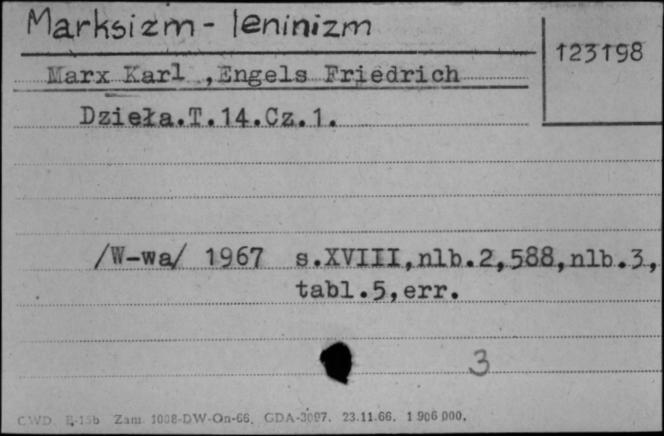 Marksizm - leninizm
123198
Marx Karl ,Engels Friedrich
Dzieła.T.14.Cz.1.
/W-wa/ 1967 s.XVIII,nlb.2,588,nlb.3,
tabl.5,err.
3
CWD Zam. 1008-DW-On-66. GDA-3097. 23.11.66. 1 906 000.